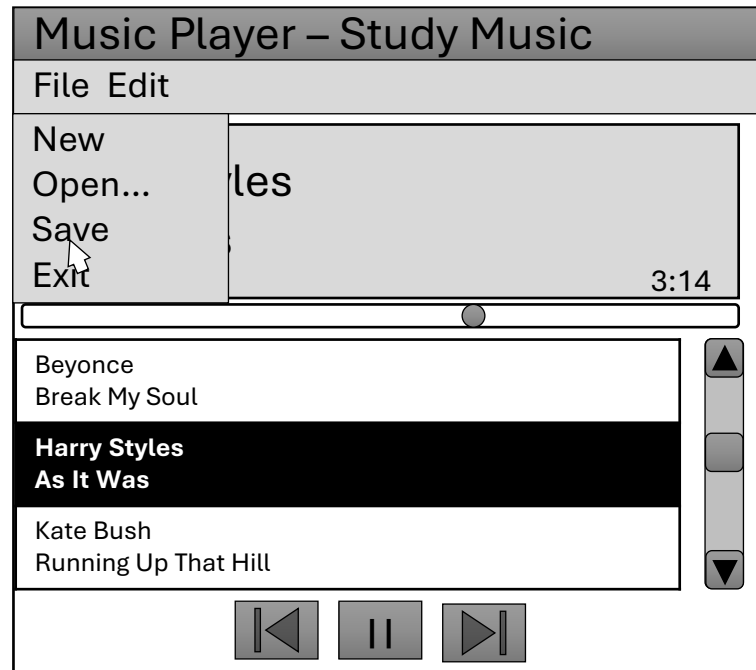 Music Player – Study Music
File Edit
New
Open...
Save
Exit
les
3:14
Beyonce
Break My Soul
Harry Styles
As It Was
Kate Bush
Running Up That Hill